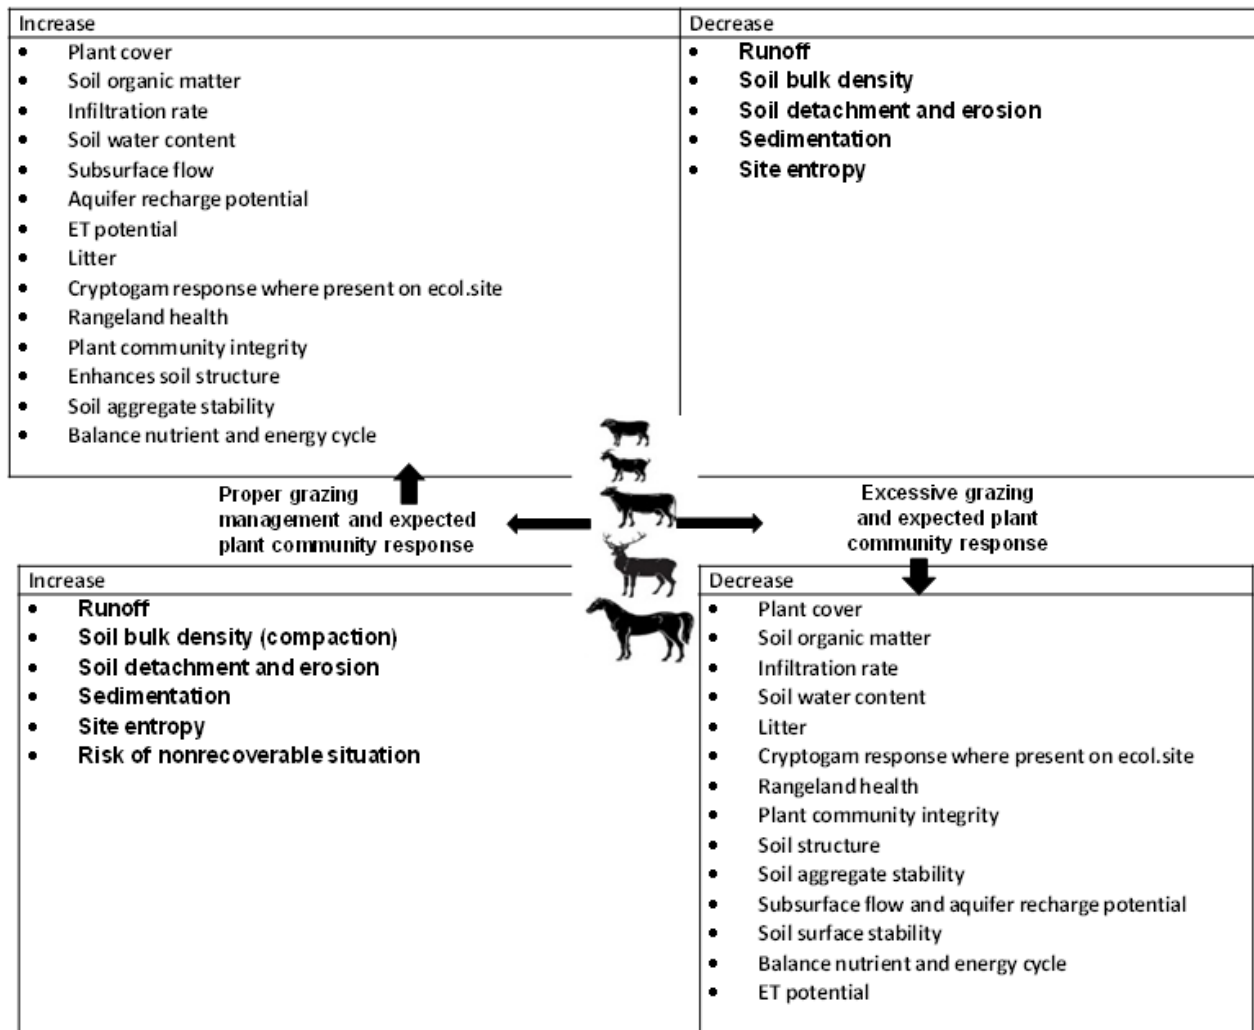 Increase
• Plant cover
• Soil organic matter
• Infiltration rate
• Soil water content
• Subsurface flow
• Aquifer recharge potential
• ET potential
• Litter
• Cryptogam response where present on ecol.site
• Rangeland health
• Plant community integrity
• Enhances soil structure
• Soil aggregate stability
• Balance nutrient and energy cycle
Decrease
• Runoff
• Soil bulk density
• Soil detachment and erosion
• Sedimentation
• Site entropy
Proper grazing
management and expected
plant community response
Excessive grazing
and expected plant
community response
Increase
• Runoff
• Soil bulk density (compaction)
• Soil detachment and erosion
• Sedimentation
• Site entropy
• Risk of nonrecoverable situation
Decrease
• Plant cover
• Soil organic matter
• Infiltration rate
• Soil water content
• Litter
• Cryptogam response where present on ecol.site
• Rangeland health
• Plant community integrity
• Soil structure
• Soil aggregate stability
• Subsurface flow and aquifer recharge potential
• Soil surface stability
• Balance nutrient and energy cycle
• ET potential